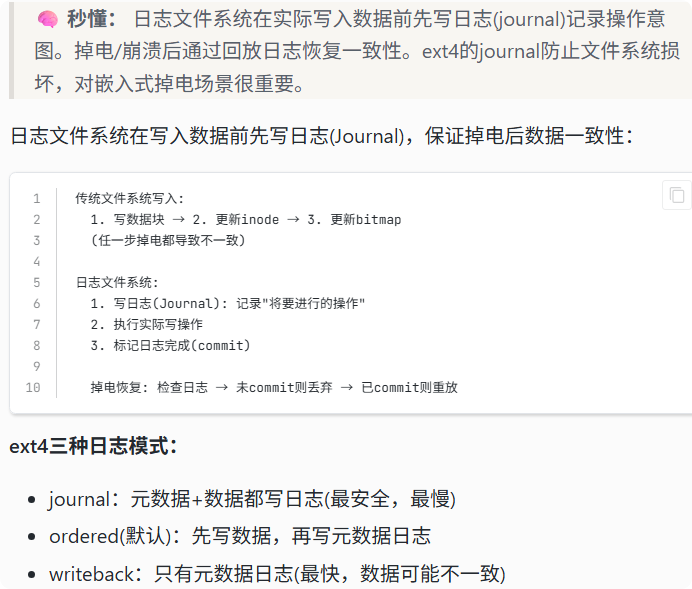 🧠 秒懂： 日志文件系统在实际写入数据前先写日志(journal)记录操作意
图。掉电/崩溃后通过回放日志恢复一致性。ext4的journal防止文件系统损
坏，对嵌入式掉电场景很重要。
日志文件系统在写入数据前先写日志(Journal)，保证掉电后数据一致性：
1 传统文件系统写入:
2 1. 写数据块 → 2. 更新inode → 3. 更新bitmap
3 (任一步掉电都导致不一致)
4
5 日志文件系统:
6 1. 写日志(Journal): 记录"将要进行的操作"
7 2. 执行实际写操作
8 3. 标记日志完成(commit)
9
10 掉电恢复: 检查日志 → 未commit则丢弃 → 已commit则重放
ext4三种日志模式：
• journal：元数据+数据都写日志(最安全，最慢)
• ordered(默认)：先写数据，再写元数据日志
• writeback：只有元数据日志(最快，数据可能不一致)